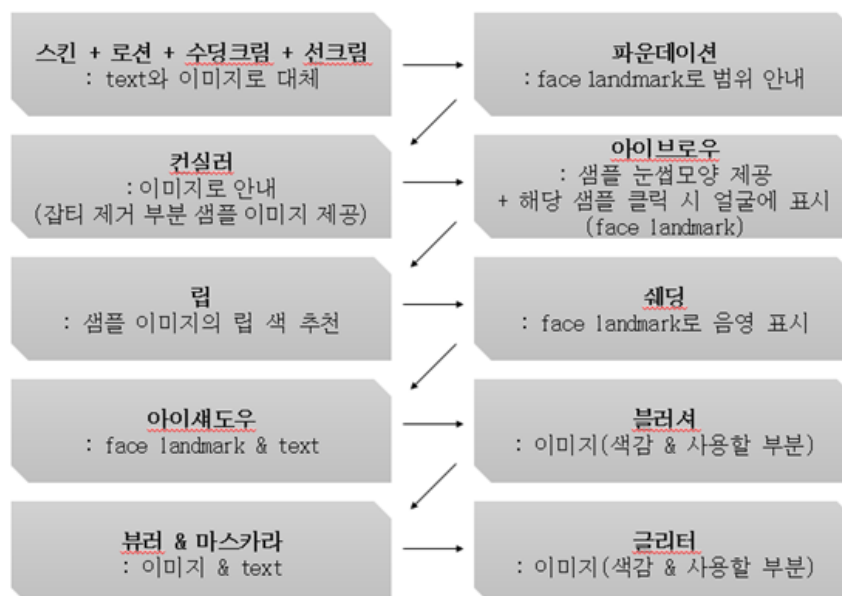 스킨 + 로션 + 수딩크림 + 선크림
: text와 이미지로 대체
파운데이션
: face landmark로 범위 안내
컨실러
:이미지로 안내
(잡티 제거 부분 샘플 이미지 제공)
아이브로우
: 샘플 눈썹모양 제공
+ 해당 샘플 클릭 시 얼굴에 표시
(face landmark)
립
: 샘플 이미지의 립 색 추천
쉐딩
: face landmark로 음영 표시
아이섀도우
: face landmark & text
블러셔
: 이미지(색감 & 사용할 부분)
뷰러 & 마스카라
: 이미지 & text
글리터
: 이미지(색감 & 사용할 부분)